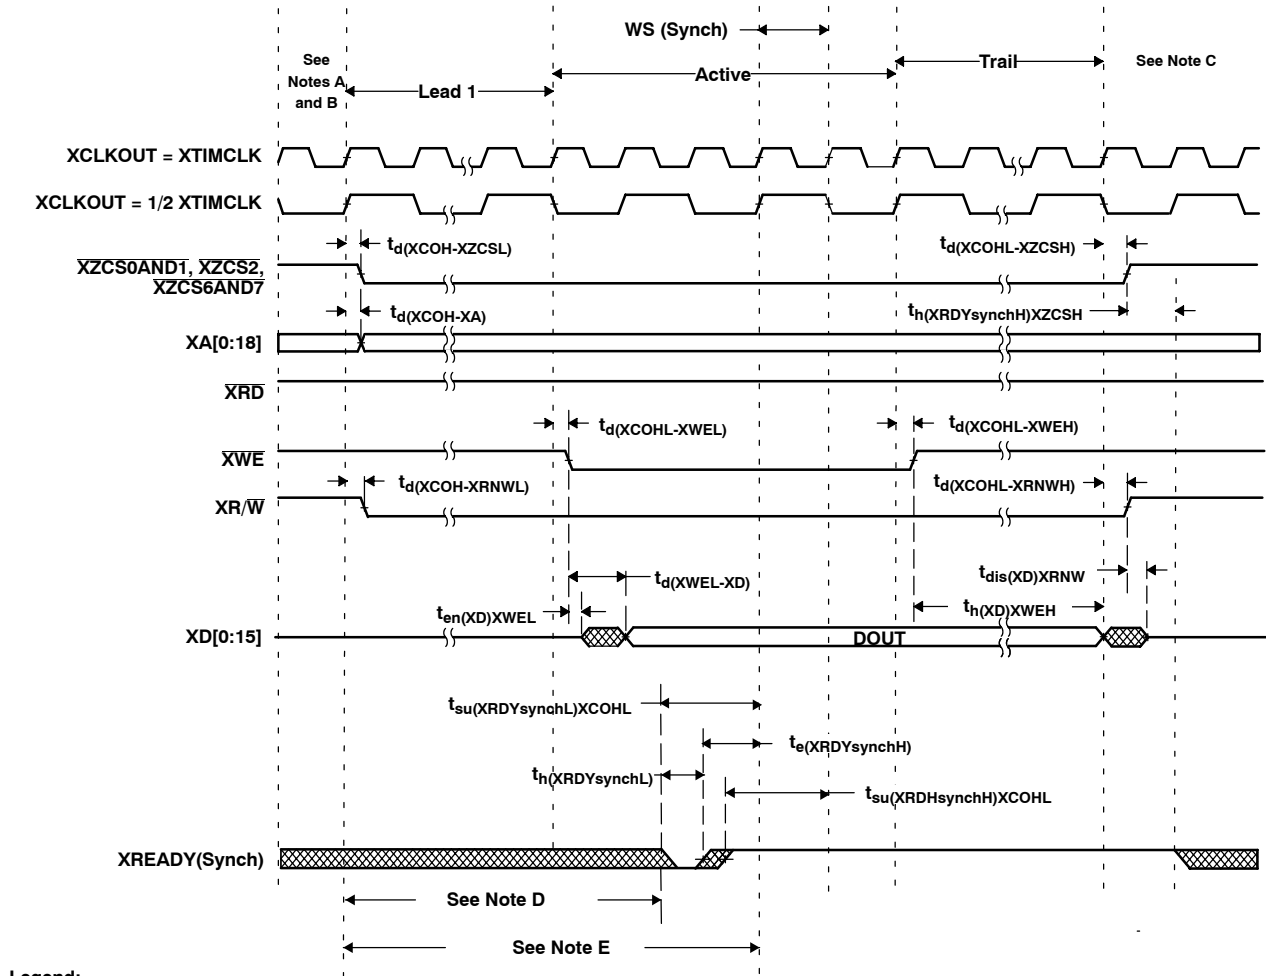 WS (Synch)
See
Notes A
and B
Lead 1
Active
Trail
See Note C
XCLKOUT = XTIMCLK
XCLKOUT = 1/2 XTIMCLK
td(XCOH-XZCSL)
td(XCOHL-XZCSH)
XZCS0AND1, XZCS2,
XZCS6AND7
td(XCOH-XA)
th(XRDYsynchH)XZCSH
XA[0:18]
XRD
td(XCOHL-XWEL)
td(XCOHL-XWEH)
XWE
td(XCOH-XRNWL)
td(XCOHL-XRNWH)
XR/W
td(XWEL-XD)
tdis(XD)XRNW
ten(XD)XWEL
th(XD)XWEH
XD[0:15]
DOUT
tsu(XRDYsynchL)XCOHL
te(XRDYsynchH)
th(XRDYsynchL)
tsu(XRDHsynchH)XCOHL
XREADY(Synch)
See Note D
See Note E
Legend: